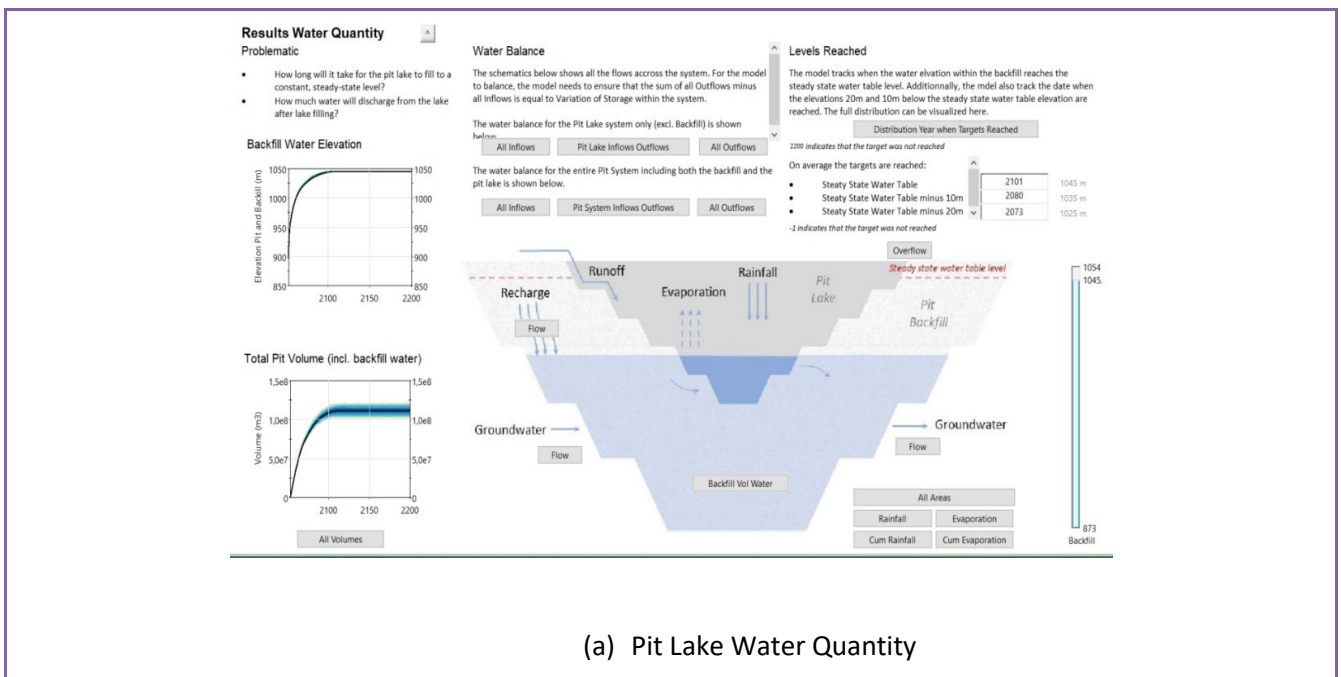 Results Water Quantity
^
Problematic
• How long will it take for the pit lake to fill to a
constant, steady-state level?
• How much water will discharge from the lake
after lake filling?
Backfill Water Elevation
Elevation Pit and Backill (m)
1050
1000
950
900
850
1050
1000
950
900
850
2100 2150 2200
Total Pit Volume (incl. backfill water)
Volume (m3)
1,5e8
1,0e8
5,0e7
0
1,5e8
1,0e8
5,0e7
0
2100 2150 2200
All Volumes
Water Balance
The schematics below shows all the flows accross the system. For the model
to balance, the model needs to ensure that the sum of all Outflows minus
all Inflows is equal to Variation of Storage within the system.
The water balance for the Pit Lake system only (excl. Backfill) is shown
below.
All Inflows Pit Lake Inflows Outflows All Outflows
The water balance for the entire Pit System including both the backfill and the
pit lake is shown below.
All Inflows Pit System Inflows Outflows All Outflows
Levels Reached
The model tracks when the water elvation within the backfill reaches the
steady state water table level. Additionnally, the mdel also track the date when
the elevations 20m and 10m below the steady state water table elevation are
reached. The full distribution can be visualized here.
Distribution Year when Targets Reached
2200 indicates that the target was not reached
On average the targets are reached:
• Steaty State Water Table 2101 1045 m
• Steady State Water Table minus 10m 2080 1035 m
• Steady State Water Table minus 20m 2073 1025 m
-1 indicates that the target was not reached
Overflow
Steady state water table level
Runoff
Rainfall
Recharge
Evaporation
Pit
Lake
Pit
Backfill
Flow
Groundwater
Flow
Groundwater
Flow
Backfill Vol Water
All Areas
Rainfall Evaporation
Cum Rainfall Cum Evaporation
1054
1045.
873
Backfill
(a) Pit Lake Water Quantity